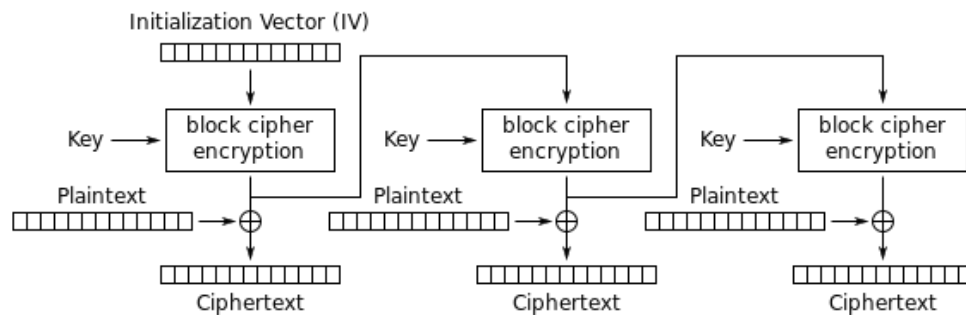 Initialization Vector (IV)
Key
block cipher
encryption
Key
block cipher
encryption
Key
block cipher
encryption
Plaintext
Plaintext
Plaintext
Ciphertext
Ciphertext
Ciphertext